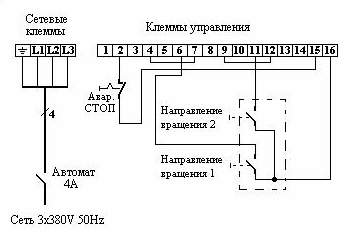 Сетевые
клеммы
Клеммы управления
⏚ L1 L2 L3
1 2 3 4 5 6 7 8 9 10 11 12 13 14 15 16
Авар.
СТОП
4
Направление
вращения 2
Направление
вращения 1
Автомат
4А
Сеть 3х380V 50Hz